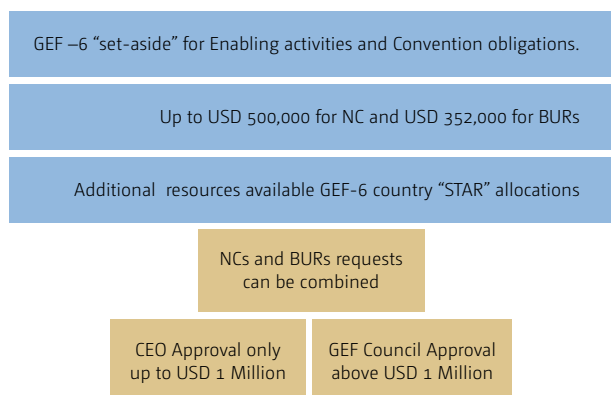 GEF –6 “set-aside” for Enabling activities and Convention obligations.
Up to USD 500,000 for NC and USD 352,000 for BURs
Additional  resources available GEF-6 country “STAR” allocations
NCs and BURs requests
can be combined
CEO Approval only
up to USD 1 Million
GEF Council Approval
above USD 1 Million